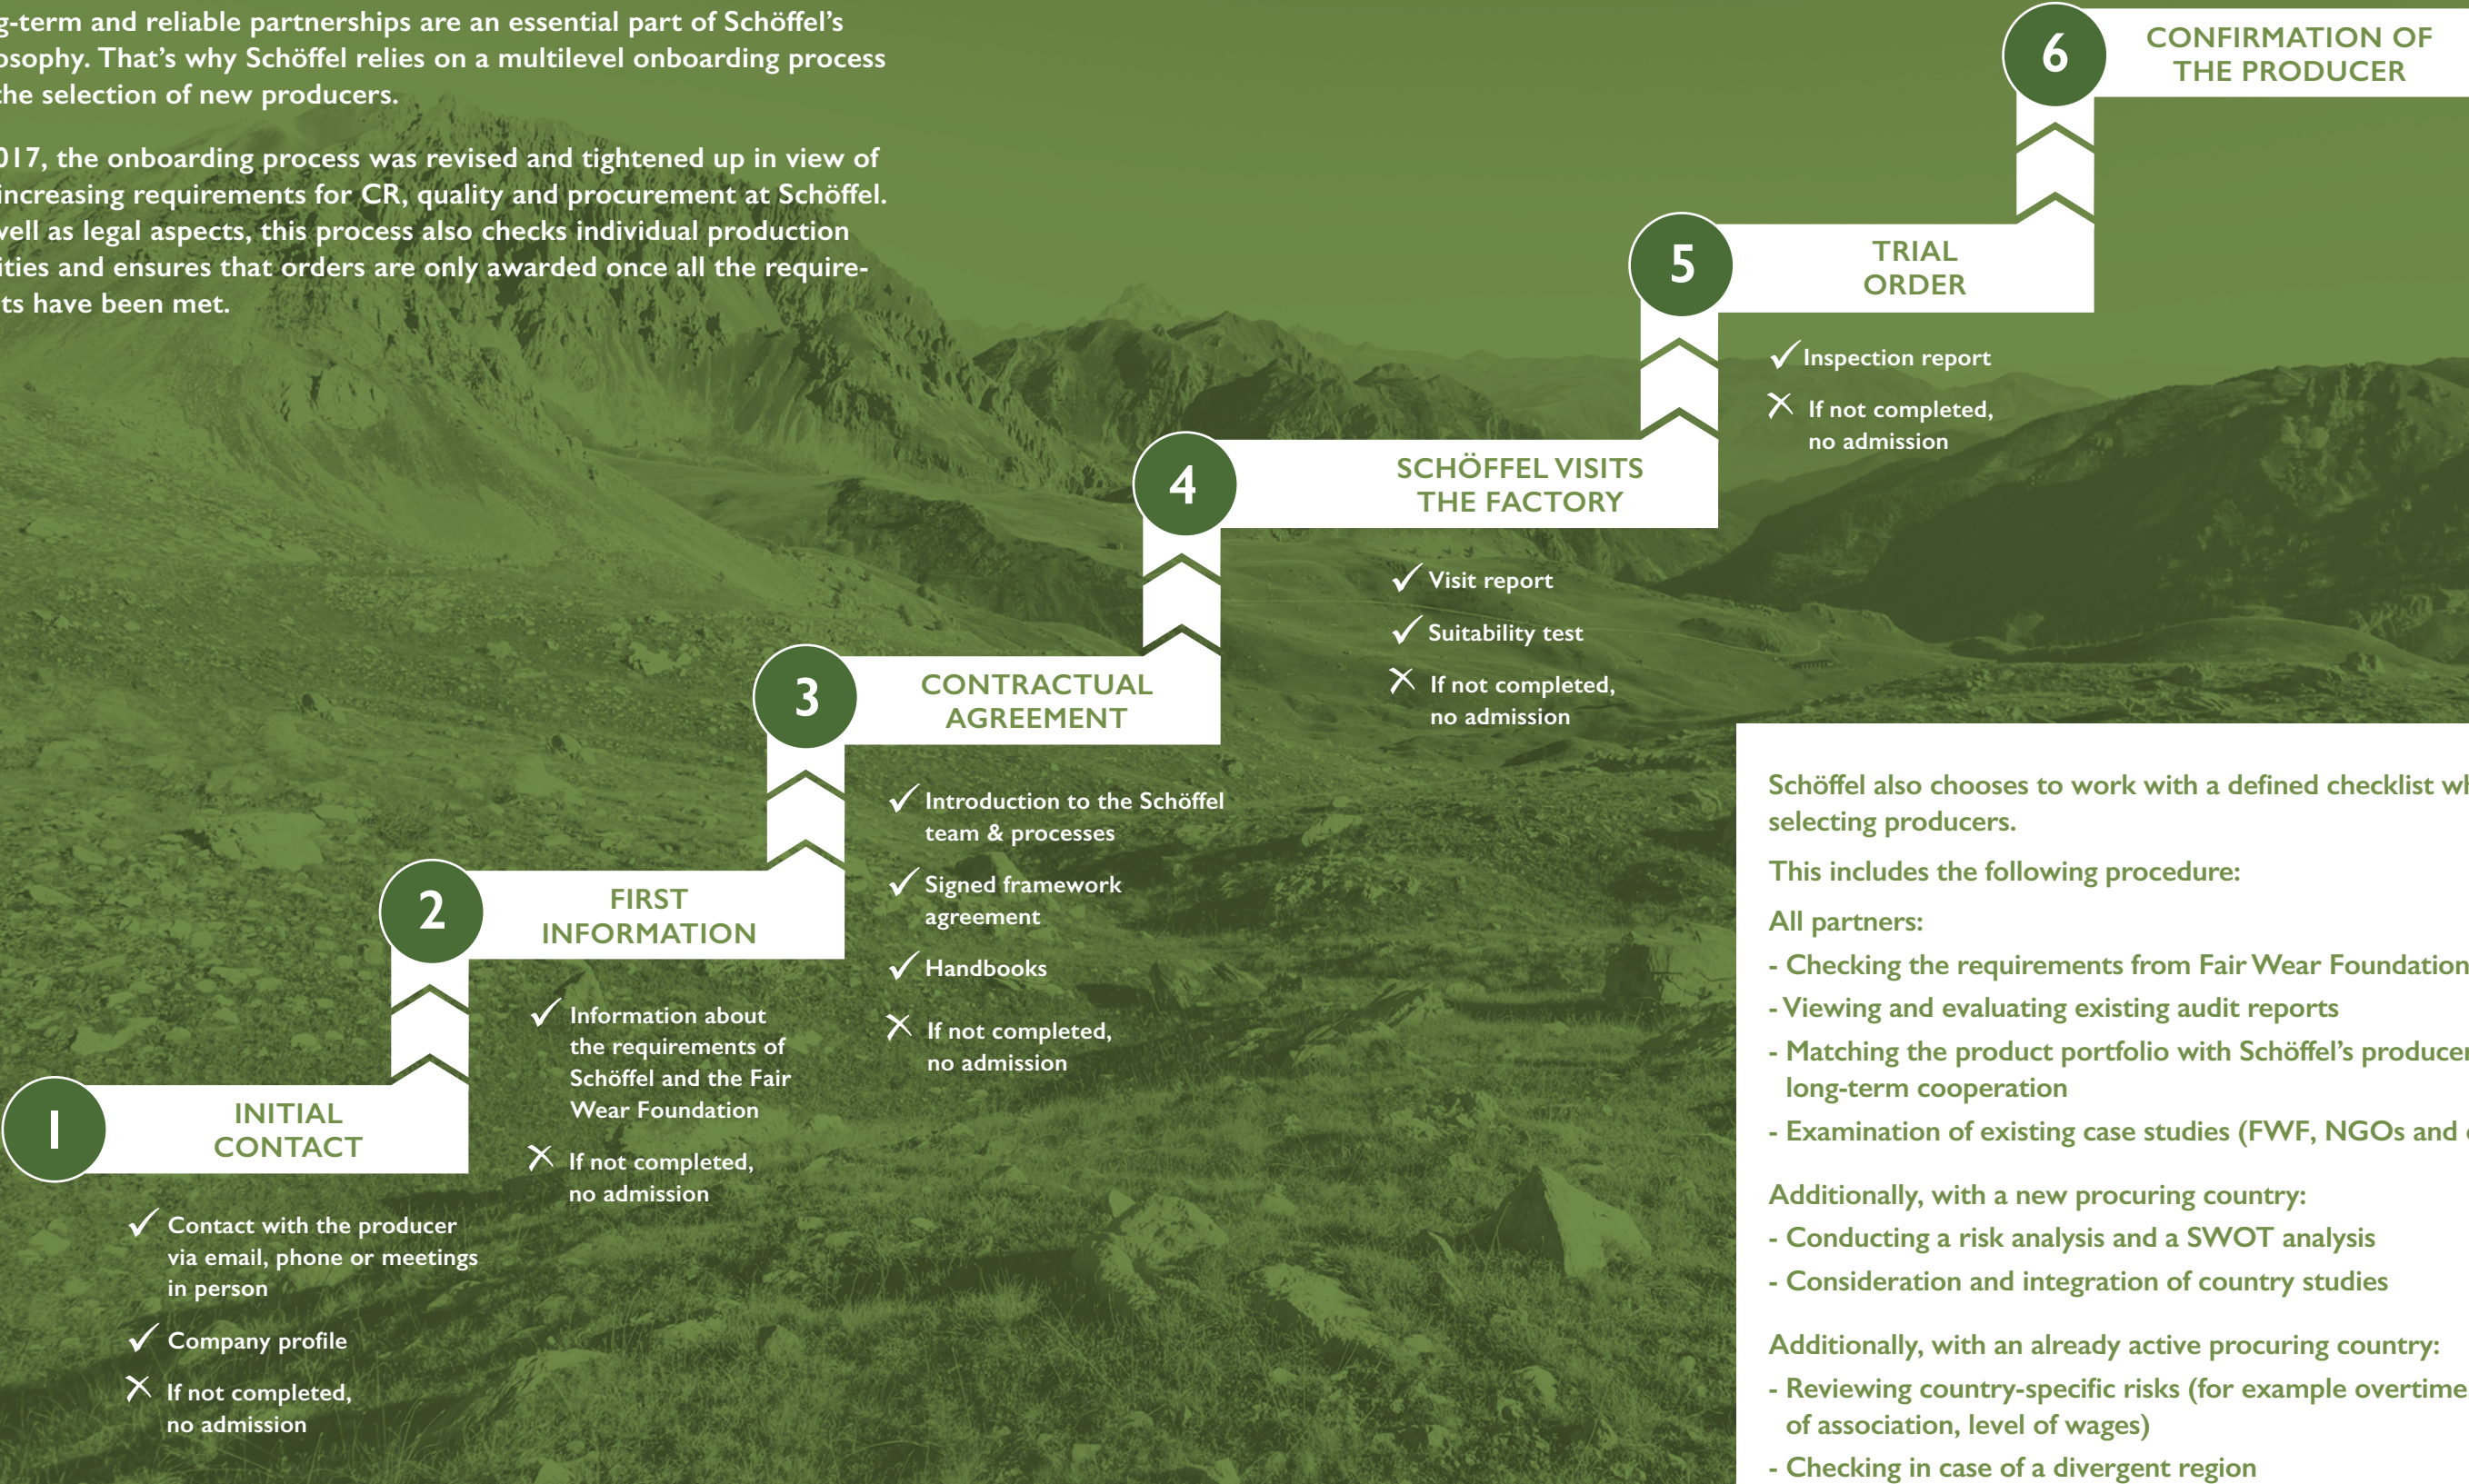 g-term and reliable partnerships are an essential part of Schöffel's
osophy. That's why Schöffel relies on a multilevel onboarding process
the selection of new producers.
017, the onboarding process was revised and tightened up in view of
increasing requirements for CR, quality and procurement at Schöffel.
well as legal aspects, this process also checks individual production
ities and ensures that orders are only awarded once all the require-
ts have been met.
6
CONFIRMATION OF
THE PRODUCER
5
TRIAL
ORDER
Inspection report
If not completed,
no admission
4
SCHÖFFEL VISITS
THE FACTORY
Visit report
Suitability test
If not completed,
no admission
3
CONTRACTUAL
AGREEMENT
Introduction to the Schöffel
team & processes
Signed framework
agreement
Handbooks
If not completed,
no admission
2
FIRST
INFORMATION
Information about
the requirements of
Schöffel and the Fair
Wear Foundation
If not completed,
no admission
1
INITIAL
CONTACT
Contact with the producer
via email, phone or meetings
in person
Company profile
If not completed,
no admission
Schöffel also chooses to work with a defined checklist wh
selecting producers.
This includes the following procedure:
All partners:
- Checking the requirements from Fair Wear Foundation
- Viewing and evaluating existing audit reports
- Matching the product portfolio with Schöffel's producer
long-term cooperation
- Examination of existing case studies (FWF, NGOs and
Additionally, with a new procuring country:
- Conducting a risk analysis and a SWOT analysis
- Consideration and integration of country studies
Additionally, with an already active procuring country:
- Reviewing country-specific risks (for example overtime
of association, level of wages)
- Checking in case of a divergent region